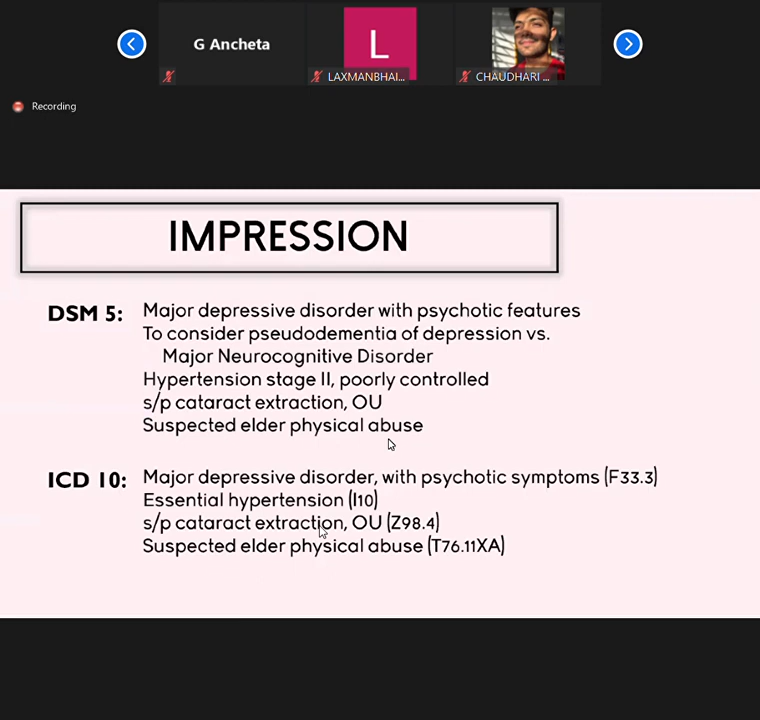 G Ancheta
L
LAXMANBHAI...
CHAUDHARI ...
Recording
IMPRESSION
DSM 5: Major depressive disorder with psychotic features
To consider pseudodementia of depression vs.
Major Neurocognitive Disorder
Hypertension stage II, poorly controlled
s/p cataract extraction, OU
Suspected elder physical abuse
ICD 10: Major depressive disorder, with psychotic symptoms (F33.3)
Essential hypertension (I10)
s/p cataract extraction, OU (Z98.4)
Suspected elder physical abuse (T76.11XA)